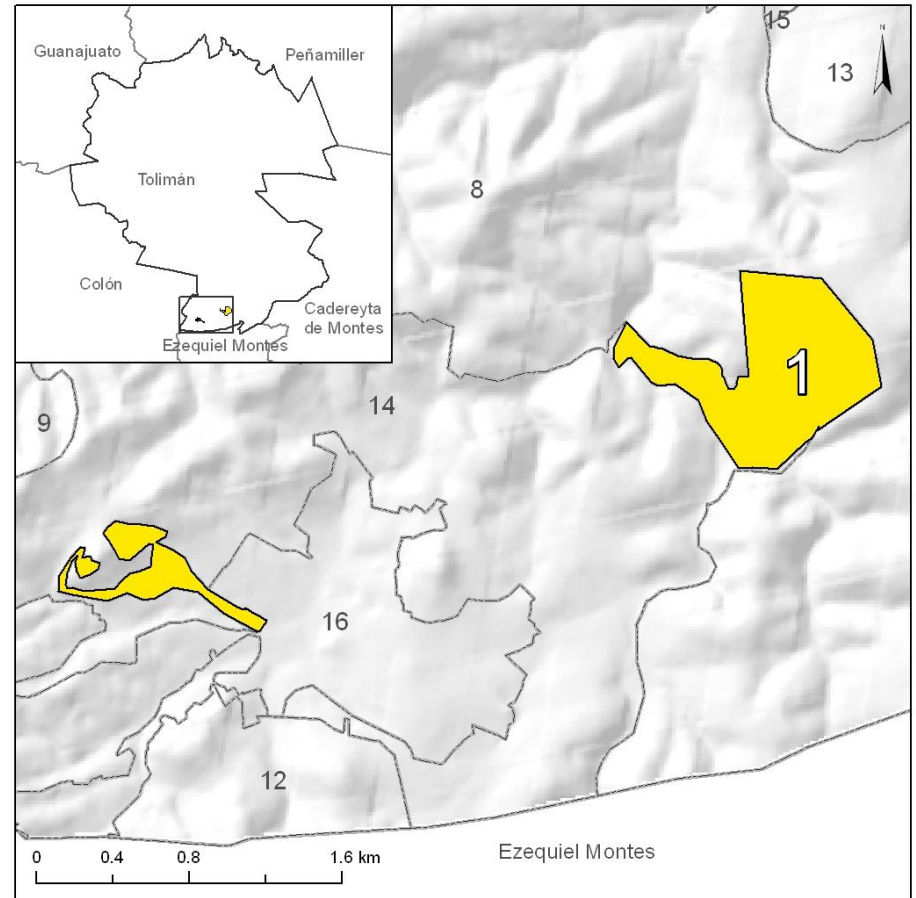 Guanajuato
Peñamiller
Tolimán
Colón
Cadereyta
de Montes
Ezequiel Montes
15
13
N
8
1
14
9
16
12
Ezequiel Montes
0 0.4 0.8 1.6 km